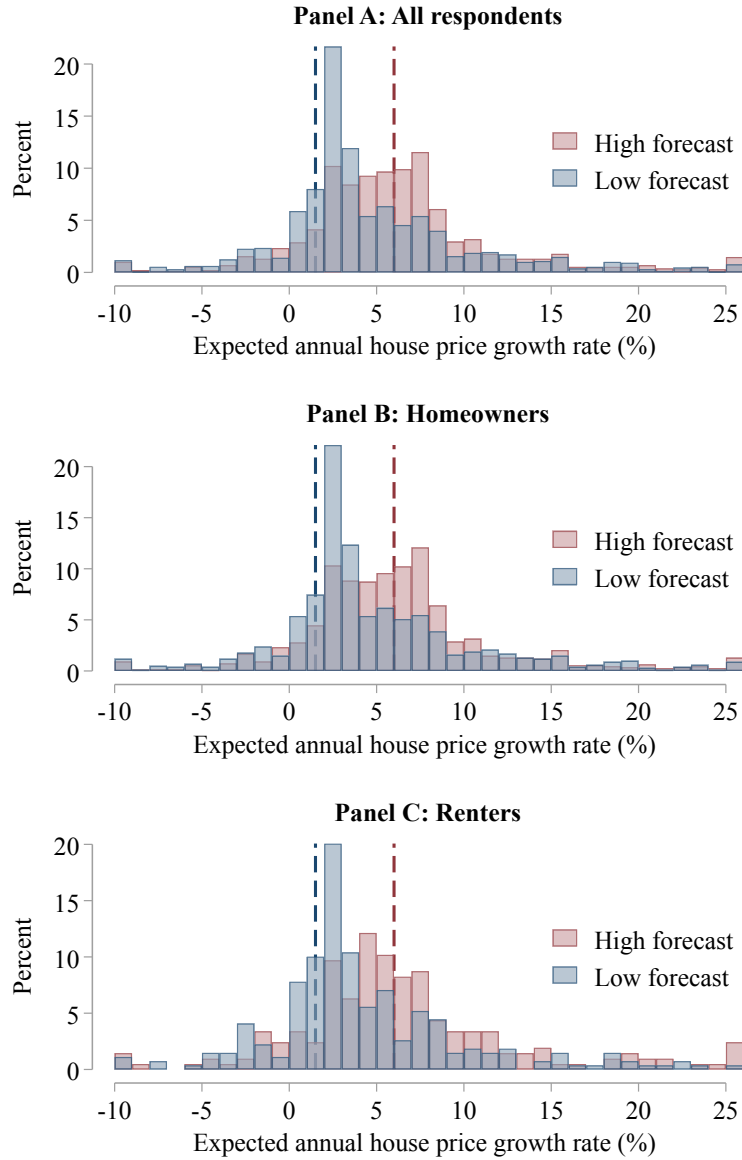 Panel A: All respondents
20
15
10
5
0
Percent
High forecast
Low forecast
-10 -5 0 5 10 15 20 25
Expected annual house price growth rate (%)
Panel B: Homeowners
20
15
10
5
0
Percent
High forecast
Low forecast
-10 -5 0 5 10 15 20 25
Expected annual house price growth rate (%)
Panel C: Renters
20
15
10
5
0
Percent
High forecast
Low forecast
-10 -5 0 5 10 15 20 25
Expected annual house price growth rate (%)